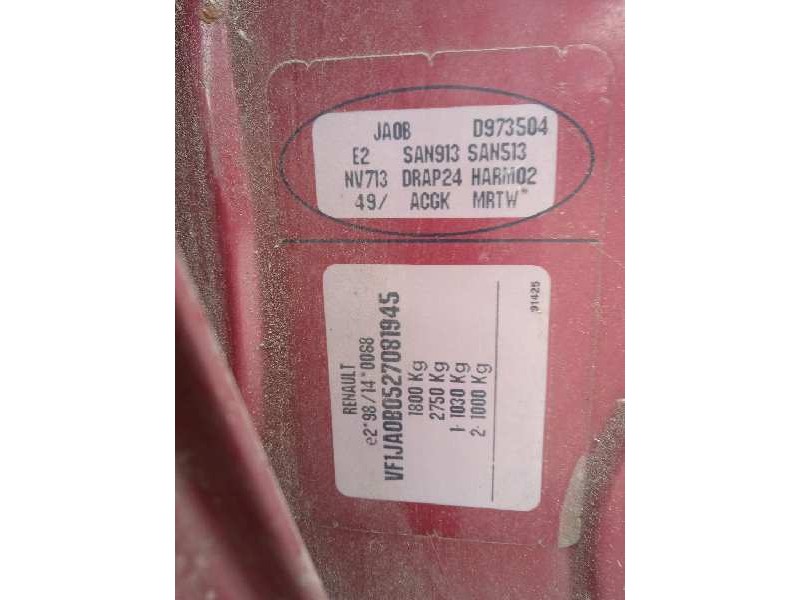 JA0B D973504
E2 SAN913 SAN513
NV713 DRAP24 HARM02
49/ ACGK MRTW*
RENAULT
e2*98/14*0068
VF1JA0B0527081945
1800 Kg
2750 Kg
1- 1030 Kg
2- 1000 Kg
91425